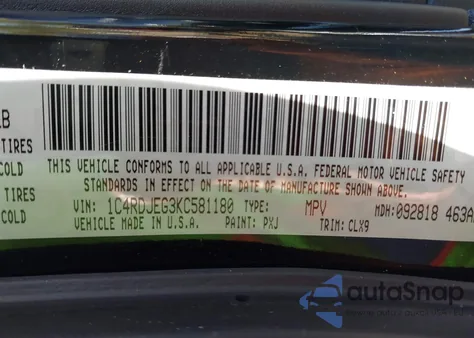 LB
TIRES
COLD
TIRES
COLD
THIS VEHICLE CONFORMS TO ALL APPLICABLE U.S.A. FEDERAL MOTOR VEHICLE SAFETY
STANDARDS IN EFFECT ON THE DATE OF MANUFACTURE SHOWN ABOVE.
VIN: 1C4RDJEG3KC581180 TYPE: MPV MDH:092818 463A
VEHICLE MADE IN U.S.A. PAINT: PXJ TRIM: CLX9
autoSnap